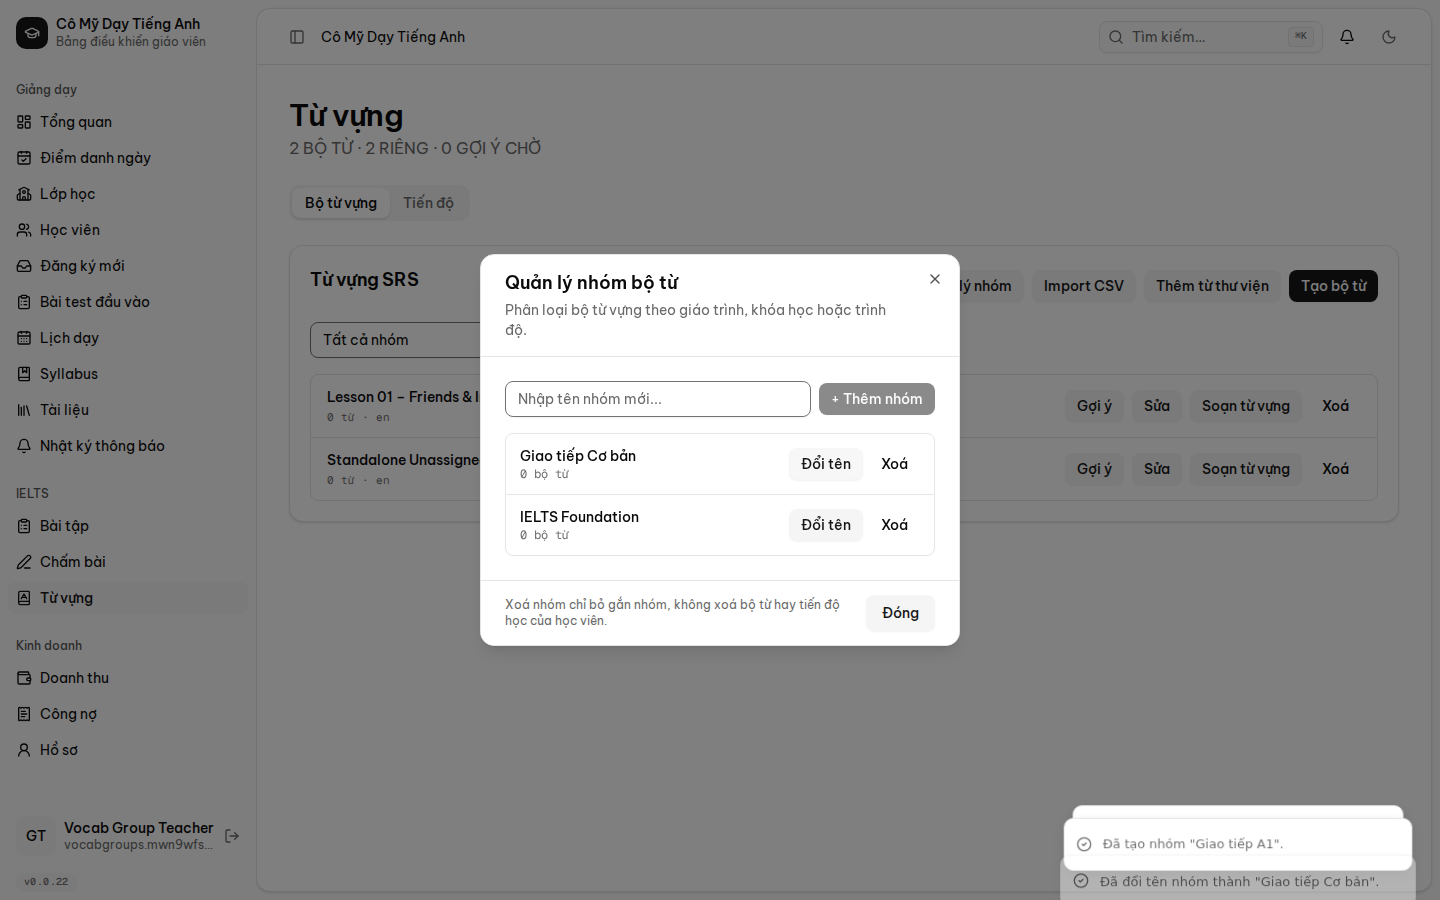 Cô Mỹ Dạy Tiếng Anh
Bảng điều khiển giáo viên
Giảng dạy
Tổng quan
Điểm danh ngày
Lớp học
Học viên
Đăng ký mới
Bài test đầu vào
Lịch dạy
Syllabus
Tài liệu
Nhật ký thông báo
IELTS
Bài tập
Chấm bài
Từ vựng
Kinh doanh
Doanh thu
Công nợ
Hồ sơ
GT
Vocab Group Teacher
vocabgroups.mwn9wfs...
v0.0.22
Cô Mỹ Dạy Tiếng Anh
Tìm kiếm...
⌘K
Từ vựng
2 BỘ TỪ · 2 RIÊNG · 0 GỢI Ý CHỜ
Bộ từ vựng
Tiến độ
Từ vựng SRS
lý nhóm
Import CSV
Thêm từ thư viện
Tạo bộ từ
Tất cả nhóm
Lesson 01 – Friends &
0 từ · en
Gợi ý
Sửa
Soạn từ vựng
Xoá
Standalone Unassigne
0 từ · en
Gợi ý
Sửa
Soạn từ vựng
Xoá
Quản lý nhóm bộ từ
Phân loại bộ từ vựng theo giáo trình, khóa học hoặc trình
độ.
Nhập tên nhóm mới...
+ Thêm nhóm
Giao tiếp Cơ bản
0 bộ từ
Đổi tên
Xoá
IELTS Foundation
0 bộ từ
Đổi tên
Xoá
Xoá nhóm chỉ bỏ gắn nhóm, không xoá bộ từ hay tiến độ
học của học viên.
Đóng
Đã tạo nhóm "Giao tiếp A1".
Đã đổi tên nhóm thành "Giao tiếp Cơ bản".